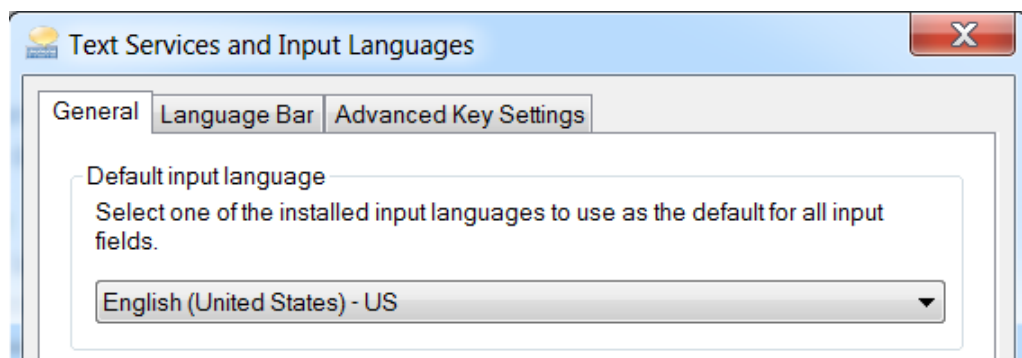 Text Services and Input Languages
General Language Bar Advanced Key Settings
Default input language
Select one of the installed input languages to use as the default for all input
fields.
English (United States) - US